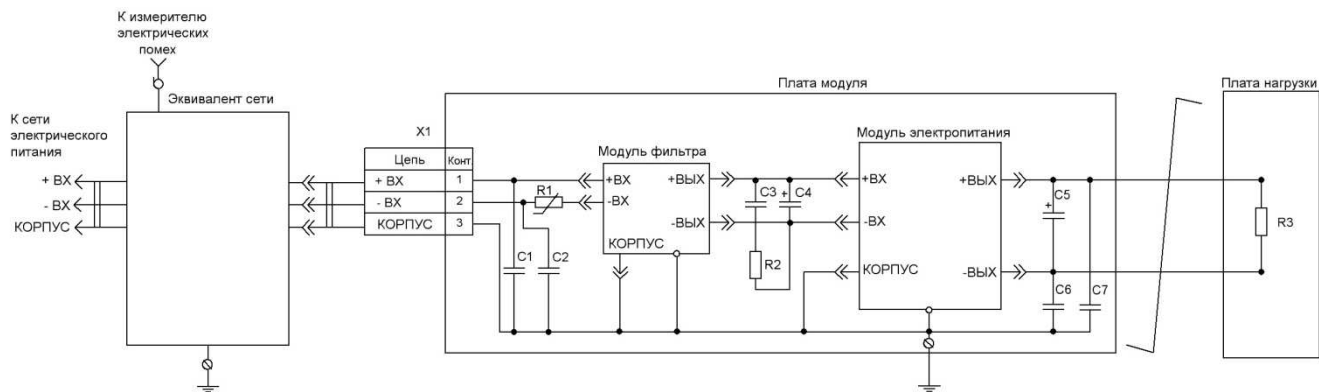 К измерителю
электрических
помех
Эквивалент сети
К сети
электрического
питания
+ ВХ
- ВХ
КОРПУС
X1
Цепь Конт.
+ ВХ 1
- ВХ 2
КОРПУС 3
Плата модуля
R1
C1
C2
Модуль фильтра
+ВХ
-ВХ
+ВЫХ
-ВЫХ
КОРПУС
C3
+ C4
R2
Модуль электропитания
+ВХ
-ВХ
КОРПУС
+ВЫХ
-ВЫХ
C5
+
C6
C7
Плата нагрузки
R3